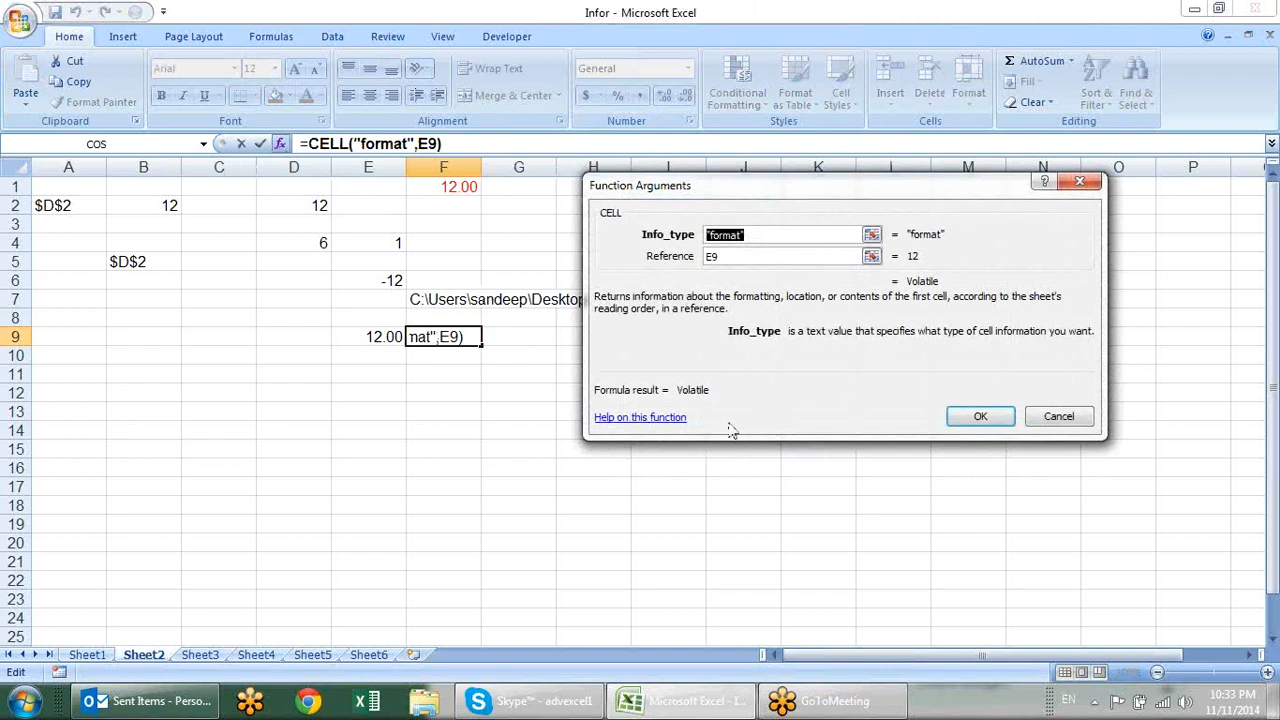 Infor - Microsoft Excel
Home Insert Page Layout Formulas Data Review View Developer
Paste Cut Copy Format Painter Clipboard
Arial 12 A A B I U A Font
Wrap Text Merge & Center Alignment
General $ % , Number
Conditional Formatting Format as Table Cell Styles Styles
Insert Delete Format Cells
Σ AutoSum Fill Clear Sort & Filter Find & Select Editing
COS fx =CELL("format",E9)
A B C D E F G H I J K L M N O P
1 12.00
2 $D$2 12 12
3
4 6 1
5 $D$2
6 -12
7 C:\Users\sandeep\Desktop
8
9 12.00 mat",E9)
10
11
12
13
14
15
16
17
18
19
20
21
22
23
24
25
Function Arguments
CELL
Info_type "format" = "format"
Reference E9 = 12
= Volatile
Returns information about the formatting, location, or contents of the first cell, according to the sheet's
reading order, in a reference.
Info_type is a text value that specifies what type of cell information you want.
Formula result = Volatile
Help on this function OK Cancel
Sheet1 Sheet2 Sheet3 Sheet4 Sheet5 Sheet6
Edit 100%
Sent Items - Perso... Skype™ - advexcel1 Microsoft Excel - I... GoToMeeting EN 10:33 PM
11/11/2014